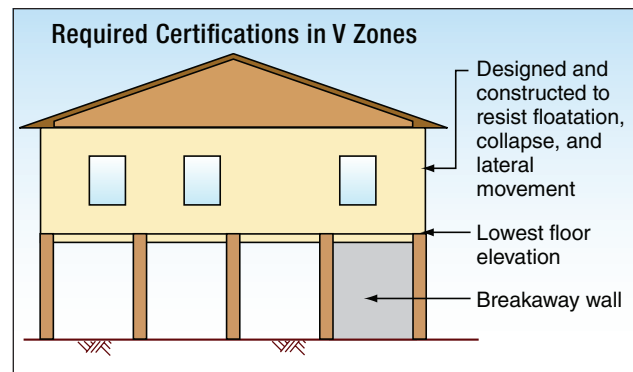 Required Certifications in V Zones
Designed and
constructed to
resist floatation,
collapse, and
lateral
movement
Lowest floor
elevation
Breakaway wall